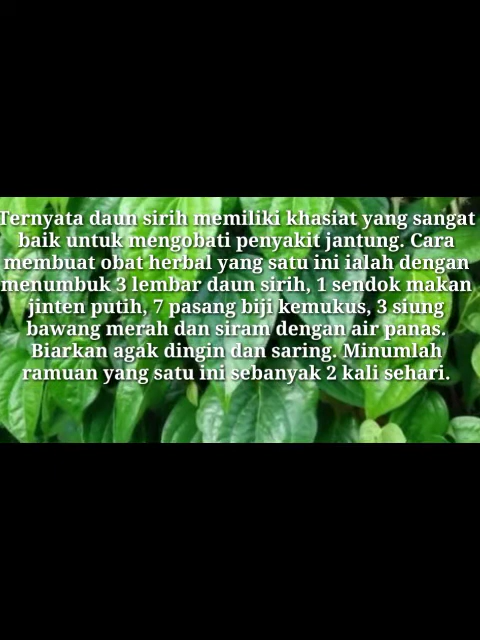 Ternyata daun sirih memiliki khasiat yang sangat
baik untuk mengobati penyakit jantung. Cara
membuat obat herbal yang satu ini ialah dengan
menumbuk 3 lembar daun sirih, 1 sendok makan
jinten putih, 7 pasang biji kemukus, 3 siung
bawang merah dan siram dengan air panas.
Biarkan agak dingin dan saring. Minumlah
ramuan yang satu ini sebanyak 2 kali sehari.